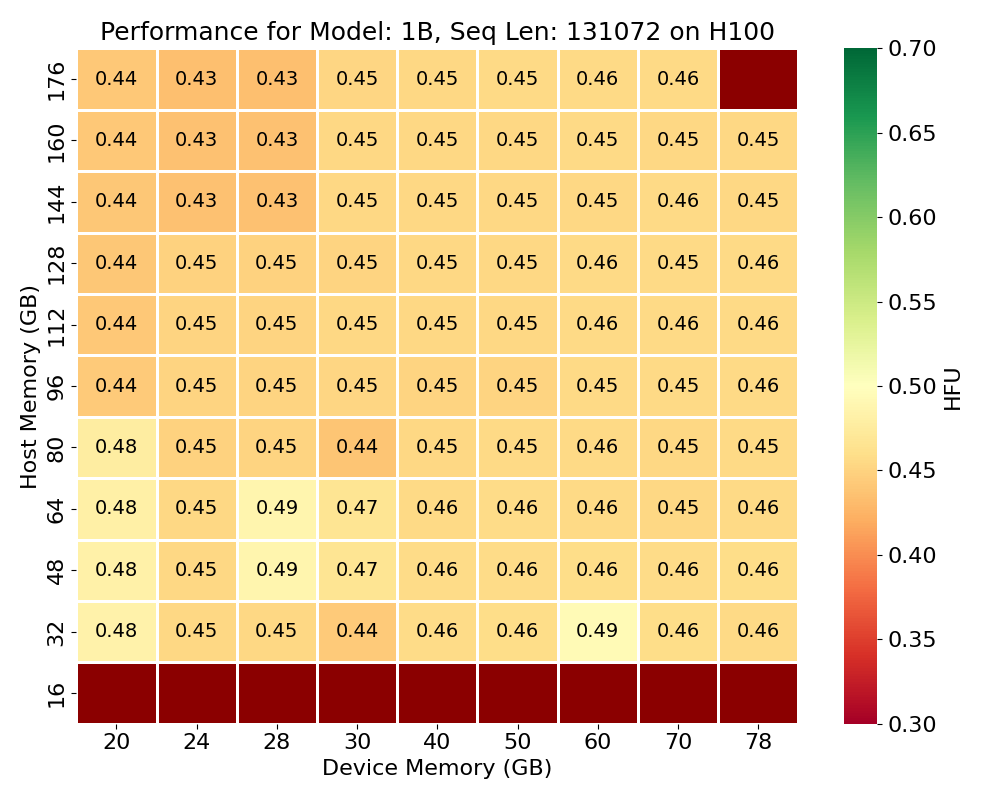 Performance for Model: 1B, Seq Len: 131072 on H100
Host Memory (GB)
176 0.44 0.43 0.43 0.45 0.45 0.45 0.46 0.46
160 0.44 0.43 0.43 0.45 0.45 0.45 0.45 0.45 0.45
144 0.44 0.43 0.43 0.45 0.45 0.45 0.45 0.46 0.45
128 0.44 0.45 0.45 0.45 0.45 0.45 0.46 0.45 0.46
112 0.44 0.45 0.45 0.45 0.45 0.45 0.46 0.46 0.46
96 0.44 0.45 0.45 0.45 0.45 0.45 0.45 0.45 0.46
80 0.48 0.45 0.45 0.44 0.45 0.45 0.46 0.45 0.45
64 0.48 0.45 0.49 0.47 0.46 0.46 0.46 0.45 0.46
48 0.48 0.45 0.49 0.47 0.46 0.46 0.46 0.46 0.46
32 0.48 0.45 0.45 0.44 0.46 0.46 0.49 0.46 0.46
16
20 24 28 30 40 50 60 70 78
Device Memory (GB)
0.70
0.65
0.60
0.55
0.50
0.45
0.40
0.35
0.30
HFU